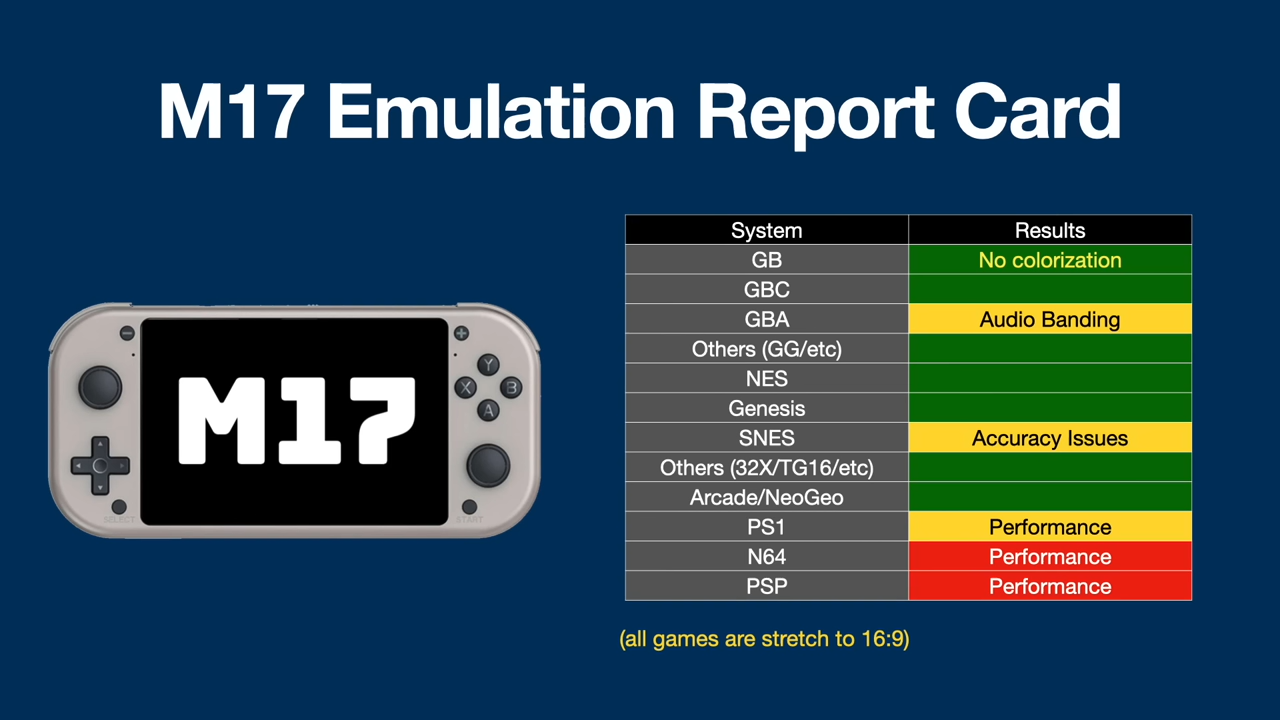 M17 Emulation Report Card
System Results
GB No colorization
GBC
GBA Audio Banding
Others (GG/etc)
NES
Genesis
SNES Accuracy Issues
Others (32X/TG16/etc)
Arcade/NeoGeo
PS1 Performance
N64 Performance
PSP Performance
(all games are stretch to 16:9)
M17
Y
X B
A
SELECT START